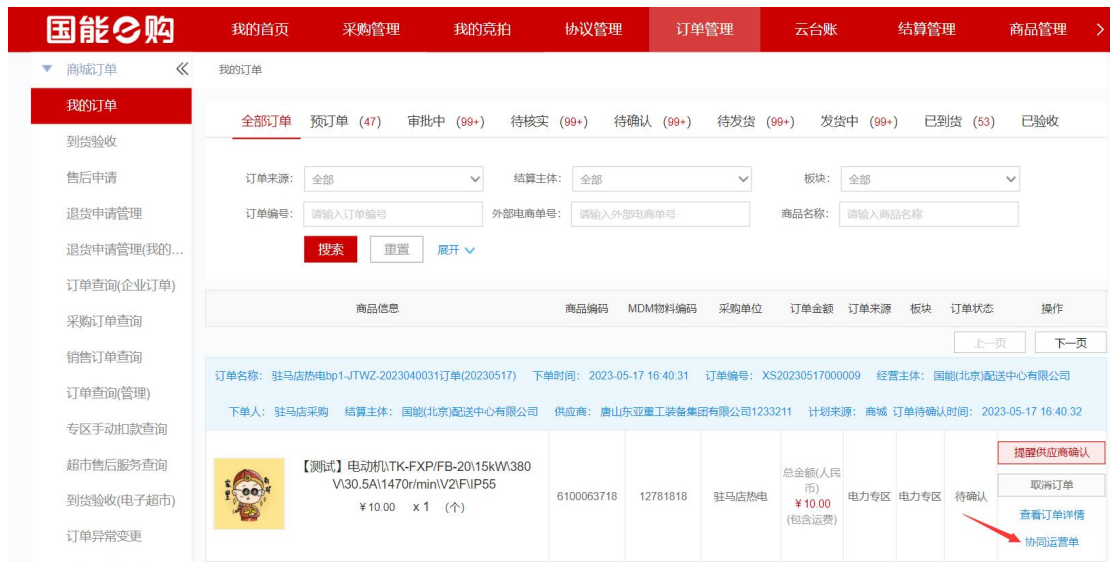 国能e购 我的首页 采购管理 我的竞拍 协议管理 订单管理 云台账 结算管理 商品管理
商城订单
我的订单
到货验收
售后申请
退货申请管理
退货申请管理(我的...
订单查询(企业订单)
采购订单查询
销售订单查询
订单查询(管理)
专区手动扣款查询
超市售后服务查询
到货验收(电子超市)
订单异常变更
我的订单
全部订单 预订单 (47) 审批中 (99+) 待核实 (99+) 待确认 (99+) 待发货 (99+) 发货中 (99+) 已到货 (53) 已验收
订单来源: 全部 结算主体: 全部 板块: 全部
订单编号: 请输入订单编号 外部电商单号: 请输入外部电商单号 商品名称: 请输入商品名称
搜索 重置 展开
商品信息 商品编码 MDM物料编码 采购单位 订单金额 订单来源 板块 订单状态 操作
上一页 下一页
订单名称: 驻马店热电bp1-JTWZ-2023040031订单(20230517) 下单时间: 2023-05-17 16:40:31 订单编号: XS20230517000009 经营主体: 国能(北京)配送中心有限公司
下单人: 驻马店采购 结算主体: 国能(北京)配送中心有限公司 供应商: 唐山东亚重工装备集团有限公司1233211 计划来源: 商城 订单待确认时间: 2023-05-17 16:40:32
【测试】电动机\TK-FXP/FB-20\15kW\380
V\30.5A\1470r/min\V2\F\IP55
¥10.00 x 1 (个)
6100063718 12781818 驻马店热电
总金额(人民
币)
¥10.00
(包含运费)
电力专区 电力专区 待确认
提醒供应商确认
取消订单
查看订单详情
协同运营单